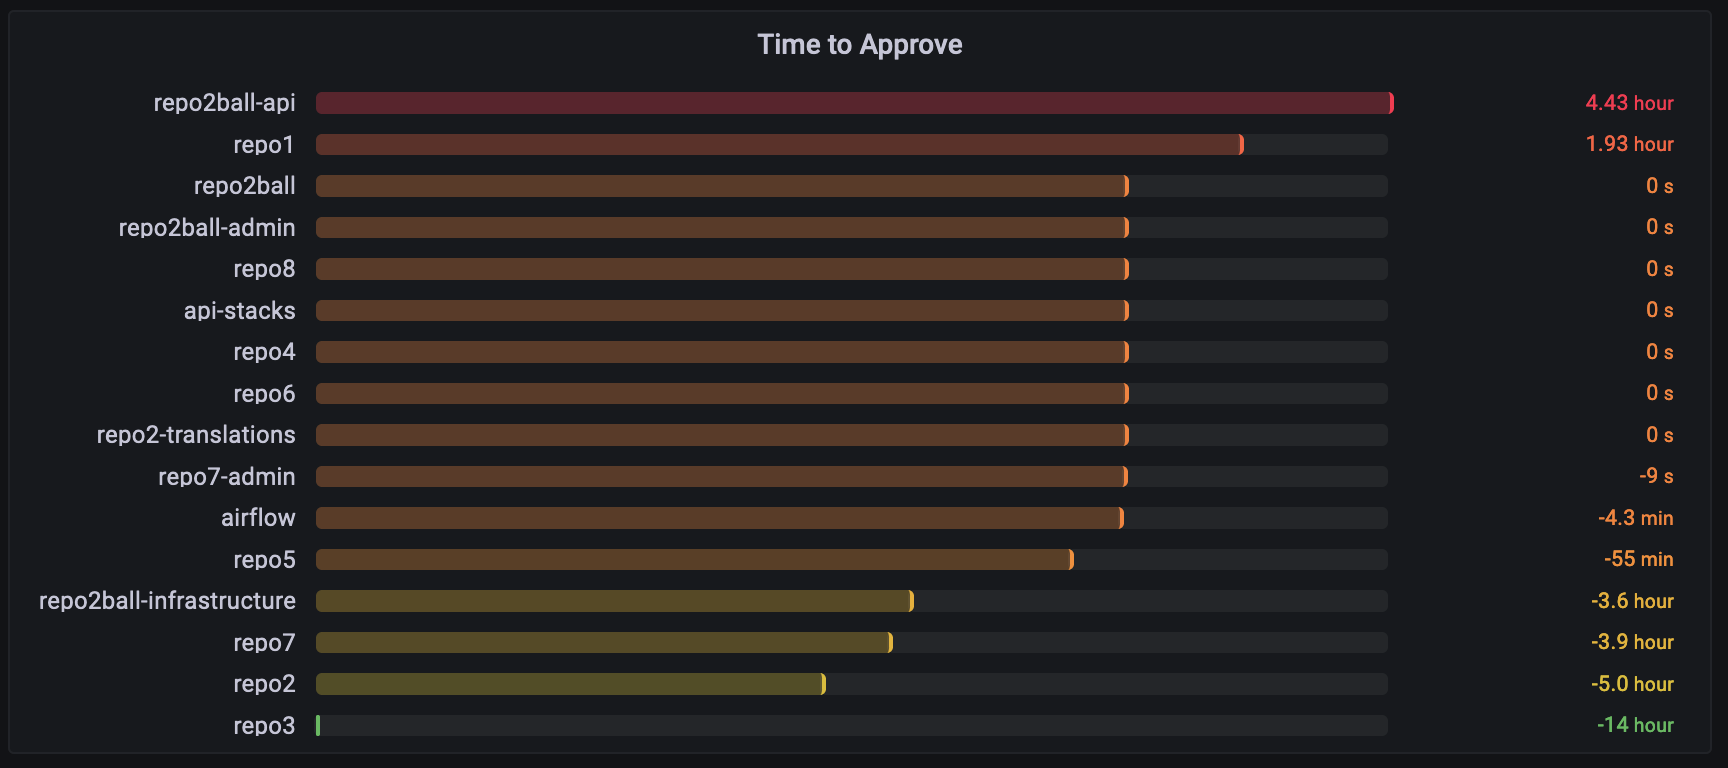 Time to Approve
repo2ball-api 4.43 hour
repo1 1.93 hour
repo2ball 0 s
repo2ball-admin 0 s
repo8 0 s
api-stacks 0 s
repo4 0 s
repo6 0 s
repo2-translations 0 s
repo7-admin -9 s
airflow -4.3 min
repo5 -55 min
repo2ball-infrastructure -3.6 hour
repo7 -3.9 hour
repo2 -5.0 hour
repo3 -14 hour